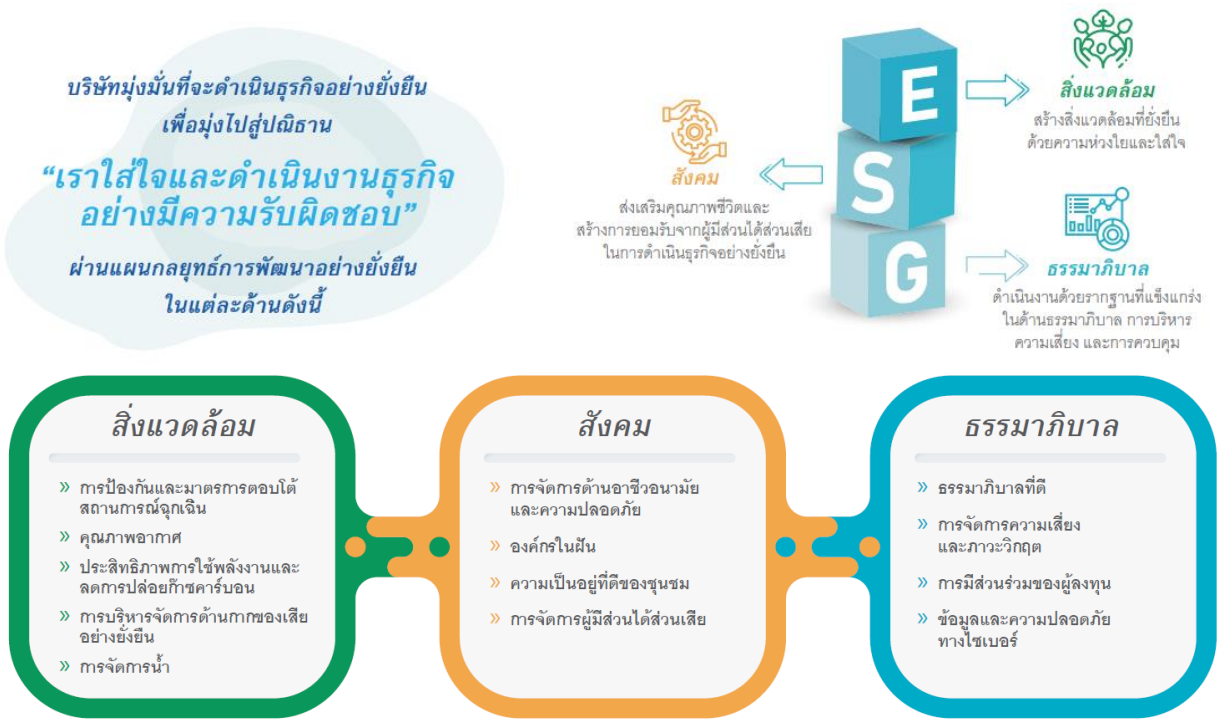 บริษัทมุ่งมั่นที่จะดำเนินธุรกิจอย่างยั่งยืน
เพื่อมุ่งไปสู่ปณิธาน
“เราใส่ใจและดำเนินงานธุรกิจ
อย่างมีความรับผิดชอบ”
ผ่านแผนกลยุทธ์การพัฒนาอย่างยั่งยืน
ในแต่ละด้านดังนี้
E
S
G
สิ่งแวดล้อม
สร้างสิ่งแวดล้อมที่ยั่งยืน
ด้วยความห่วงใยและใส่ใจ
สังคม
ส่งเสริมคุณภาพชีวิตและ
สร้างการยอมรับจากผู้มีส่วนได้ส่วนเสีย
ในการดำเนินธุรกิจอย่างยั่งยืน
ธรรมาภิบาล
ดำเนินงานด้วยรากฐานที่แข็งแกร่ง
ในด้านธรรมาภิบาล การบริหาร
ความเสี่ยง และการควบคุม
สิ่งแวดล้อม
» การป้องกันและมาตรการตอบโต้
สถานการณ์ฉุกเฉิน
» คุณภาพอากาศ
» ประสิทธิภาพการใช้พลังงานและ
ลดการปล่อยก๊าซคาร์บอน
» การบริหารจัดการด้านกากของเสีย
อย่างยั่งยืน
» การจัดการน้ำ
สังคม
» การจัดการด้านอาชีวอนามัย
และความปลอดภัย
» องค์กรในฝัน
» ความเป็นอยู่ที่ดีของชุมชม
» การจัดการผู้มีส่วนได้ส่วนเสีย
ธรรมาภิบาล
» ธรรมาภิบาลที่ดี
» การจัดการความเสี่ยง
และภาวะวิกฤต
» การมีส่วนร่วมของผู้ลงทุน
» ข้อมูลและความปลอดภัย
ทางไซเบอร์